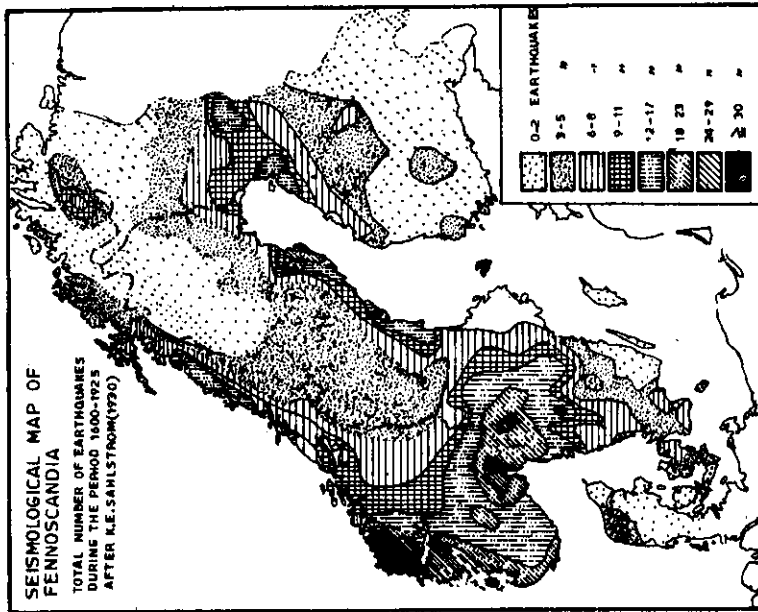 SEISMOLOGICAL MAP OF
FENNOSCANDIA
TOTAL NUMBER OF EARTHQUAKES
DURING THE PERIOD 1600-1925
AFTER K.E.SAHLSTROM(1930)
0-2 EARTHQUAKES
3-5 "
6-8 "
9-11 "
12-17 "
18-23 "
24-29 "
≥ 30 "